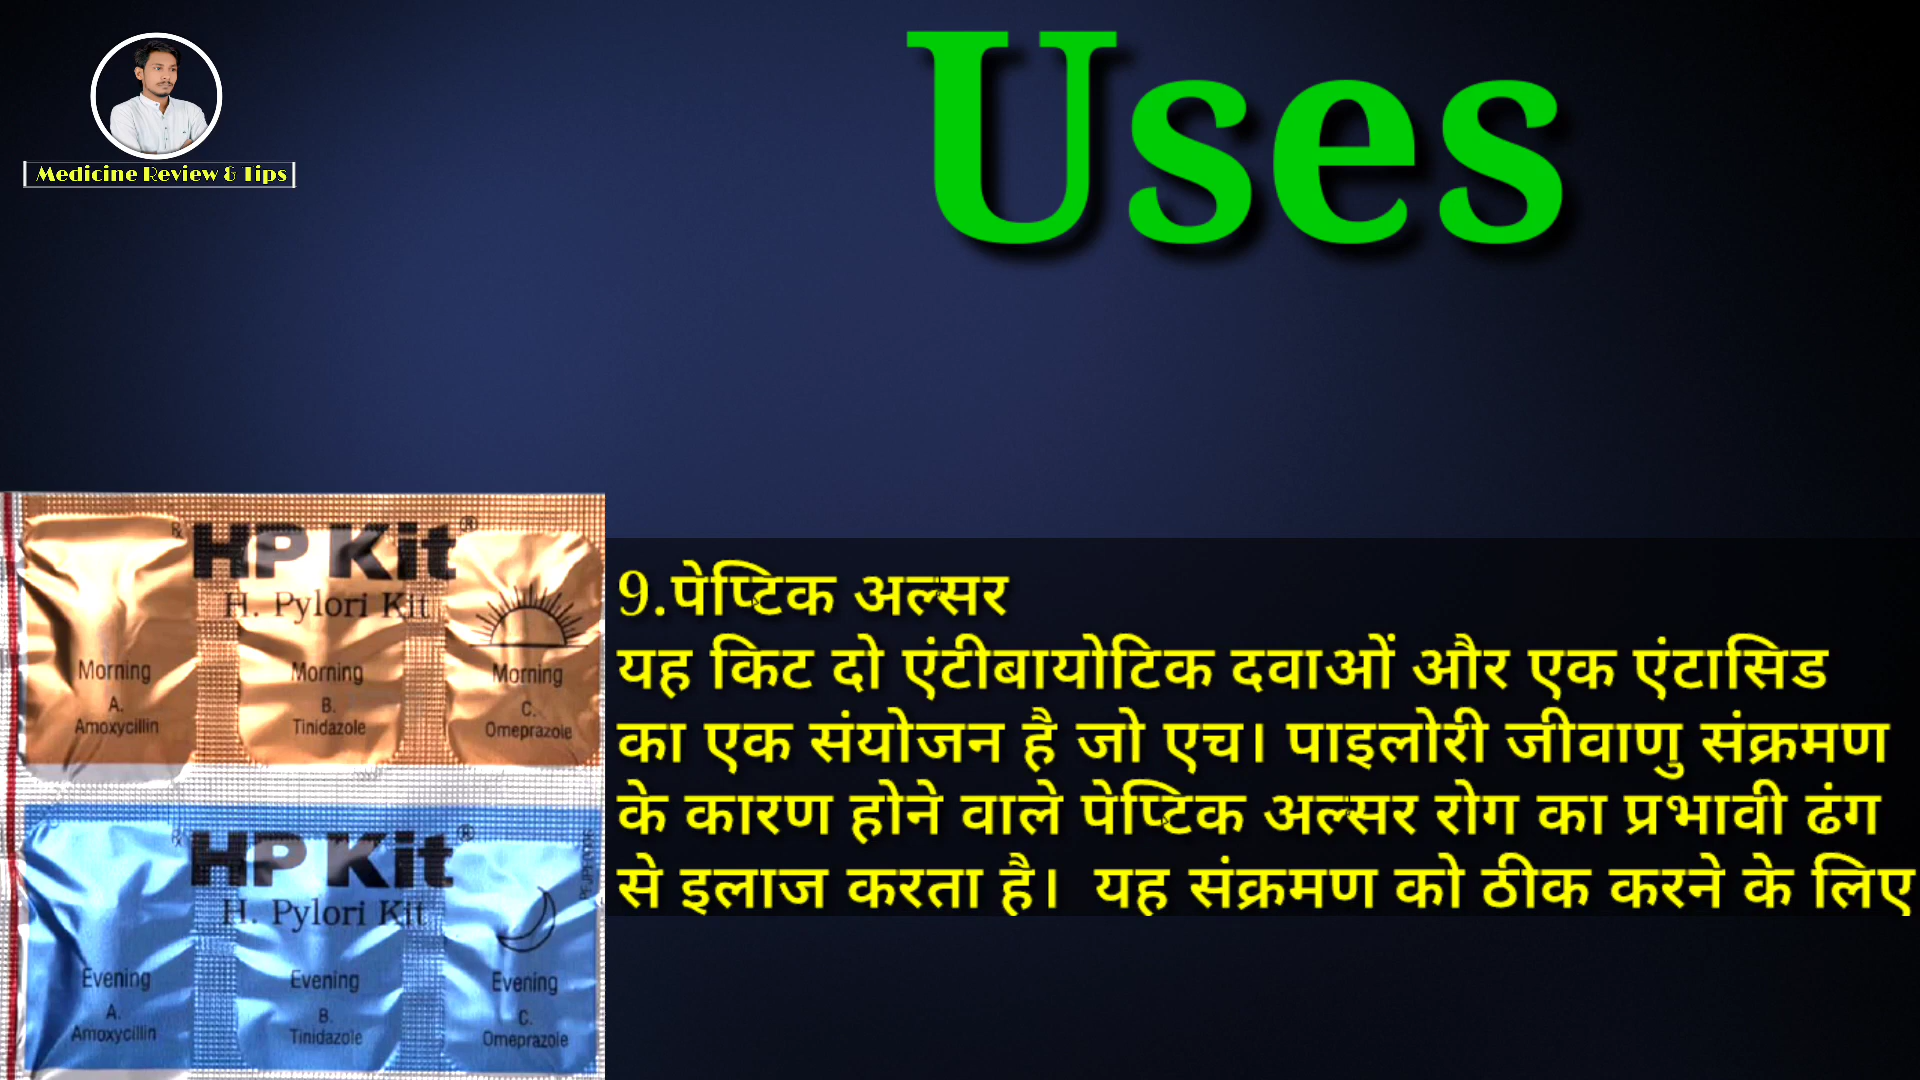 Uses
Medicine Review & Tips
HP Kit®
H. Pylori Kit
Morning
A.
Amoxycillin
Morning
B.
Tinidazole
Morning
C.
Omeprazole
HP Kit®
H. Pylori Kit
Evening
A.
Amoxycillin
Evening
B.
Tinidazole
Evening
C.
Omeprazole
9.पेप्टिक अल्सर
यह किट दो एंटीबायोटिक दवाओं और एक एंटासिड
का एक संयोजन है जो एच। पाइलोरी जीवाणु संक्रमण
के कारण होने वाले पेप्टिक अल्सर रोग का प्रभावी ढंग
से इलाज करता है। यह संक्रमण को ठीक करने के लिए